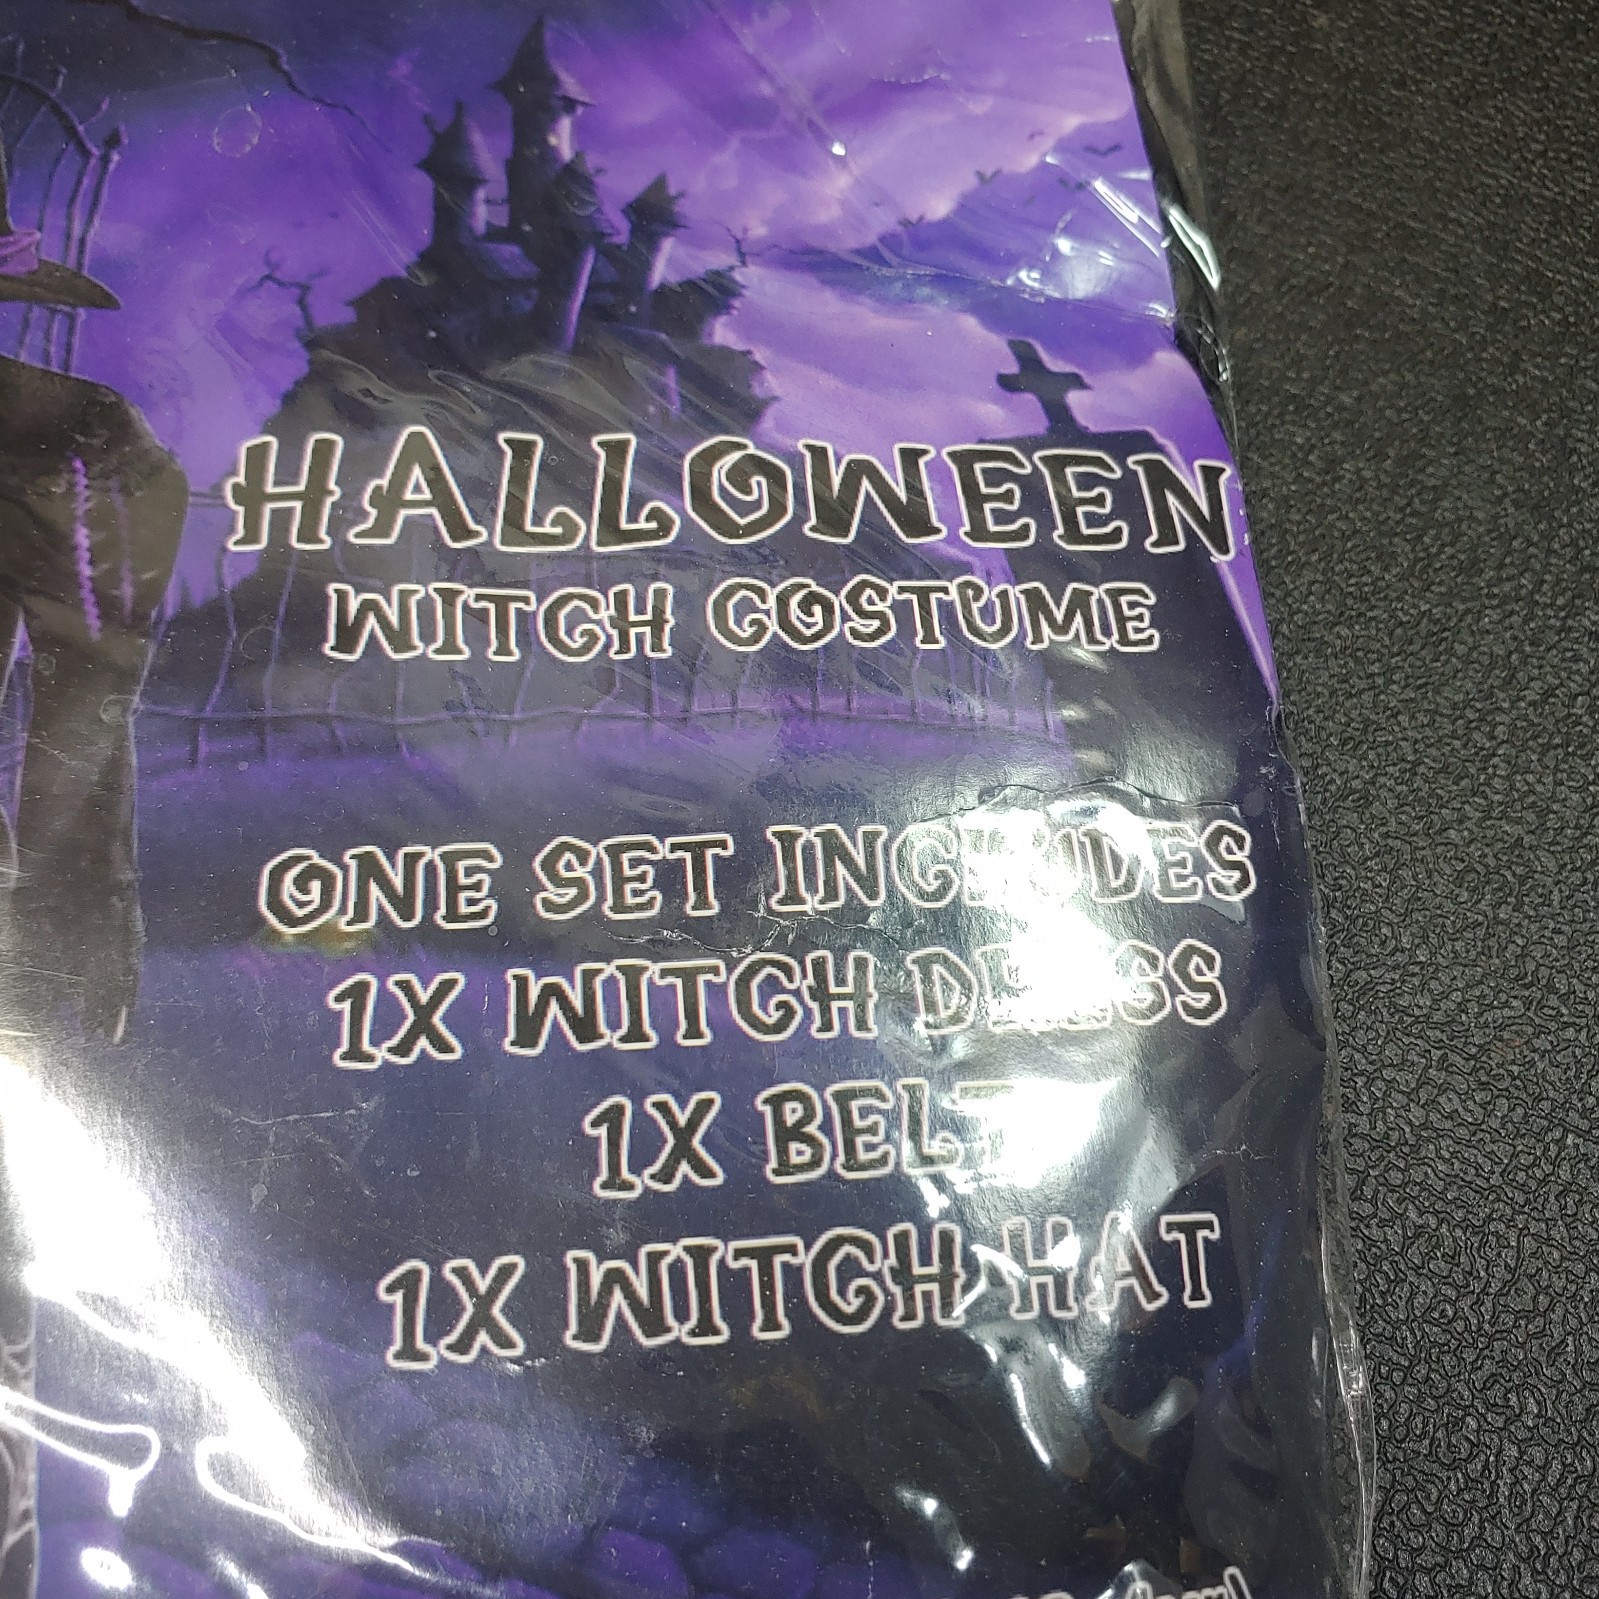 HALLOWEEN
WITCH COSTUME
ONE SET INCLUDES
1X WITCH DRESS
1X BELT
1X WITCH HAT